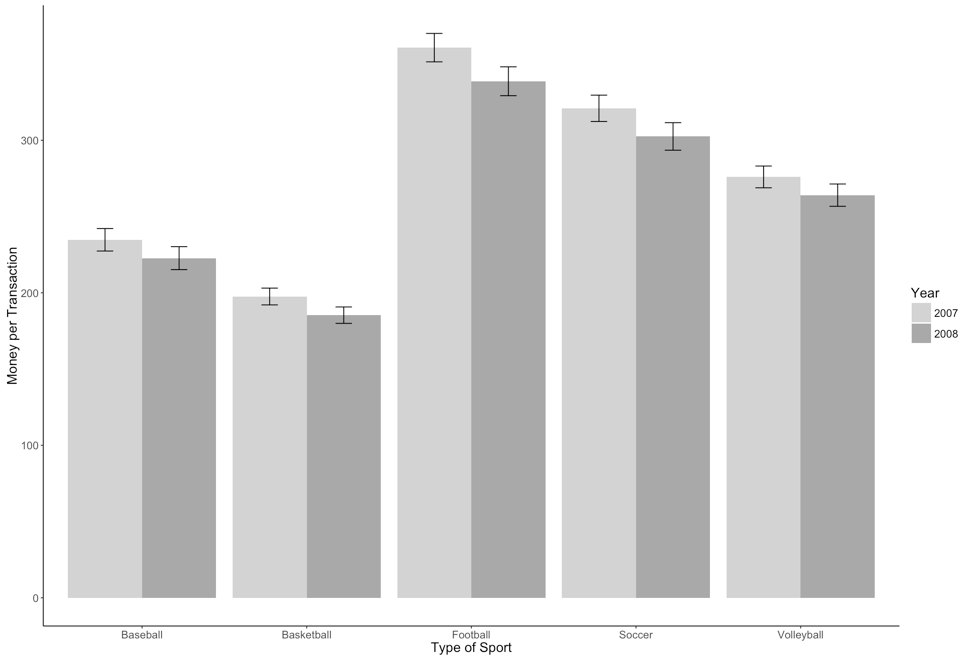 Money per Transaction
300
200
100
0
Baseball
Basketball
Football
Soccer
Volleyball
Type of Sport
Year
2007
2008